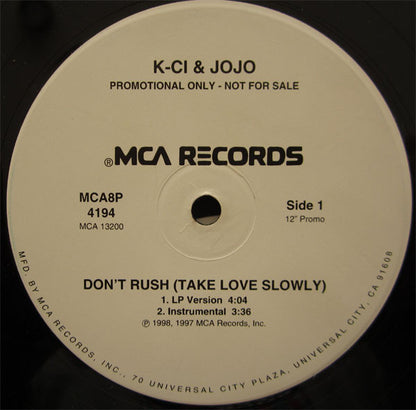 K-CI & JOJO
PROMOTIONAL ONLY - NOT FOR SALE
®MCA RECORDS
MCA8P
4194
MCA 13200
Side 1
12" Promo
DON'T RUSH (TAKE LOVE SLOWLY)
1. LP Version 4:04
2. Instrumental 3:36
℗ 1998, 1997 MCA Records, Inc.
MFD. BY MCA RECORDS, INC., 70 UNIVERSAL CITY PLAZA, UNIVERSAL CITY, CA 91608